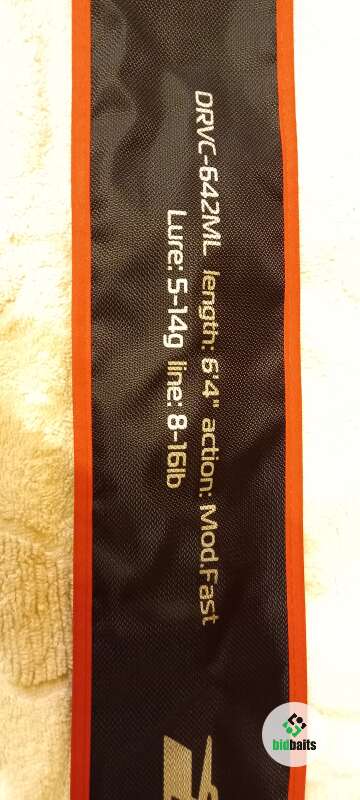 DRVC-642ML length: 6'4" action: Mod.Fast
Lure: 5-14g line: 8-16lb
bidbaits